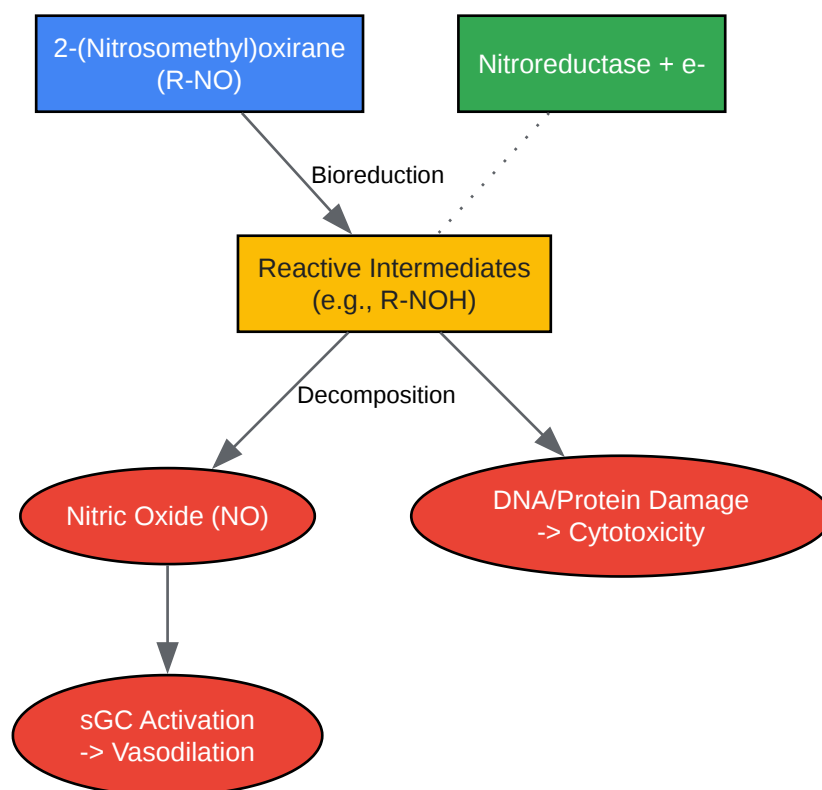 2-(Nitrosomethyl)oxirane
(R-NO)
Nitroreductase + e-
Bioreduction
Reactive Intermediates
(e.g., R-NOH)
Decomposition
Nitric Oxide (NO)
DNA/Protein Damage
-> Cytotoxicity
sGC Activation
-> Vasodilation